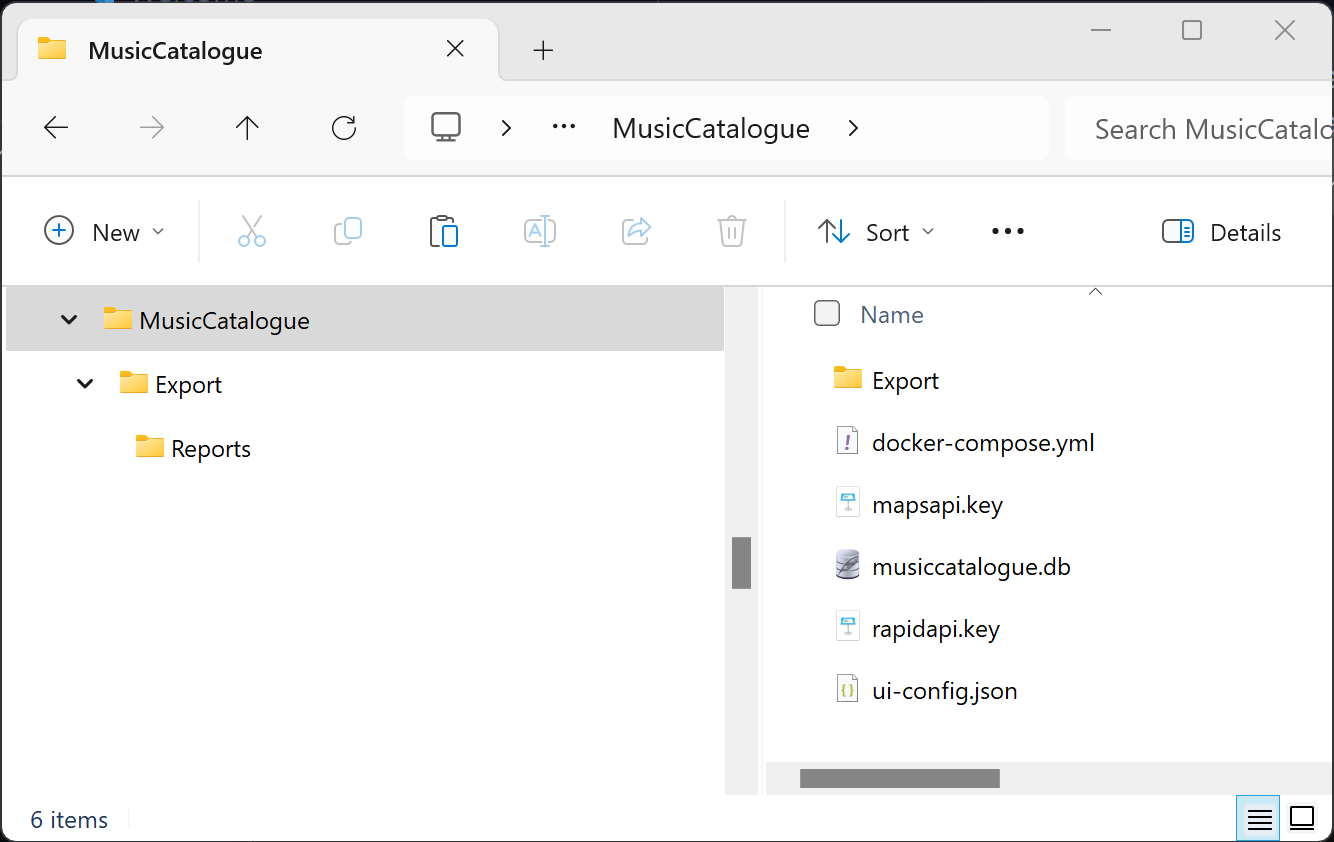 MusicCatalogue
MusicCatalogue
Search MusicCatalo
New
Sort
Details
MusicCatalogue
Export
Reports
Name
Export
docker-compose.yml
mapsapi.key
musiccatalogue.db
rapidapi.key
ui-config.json
6 items